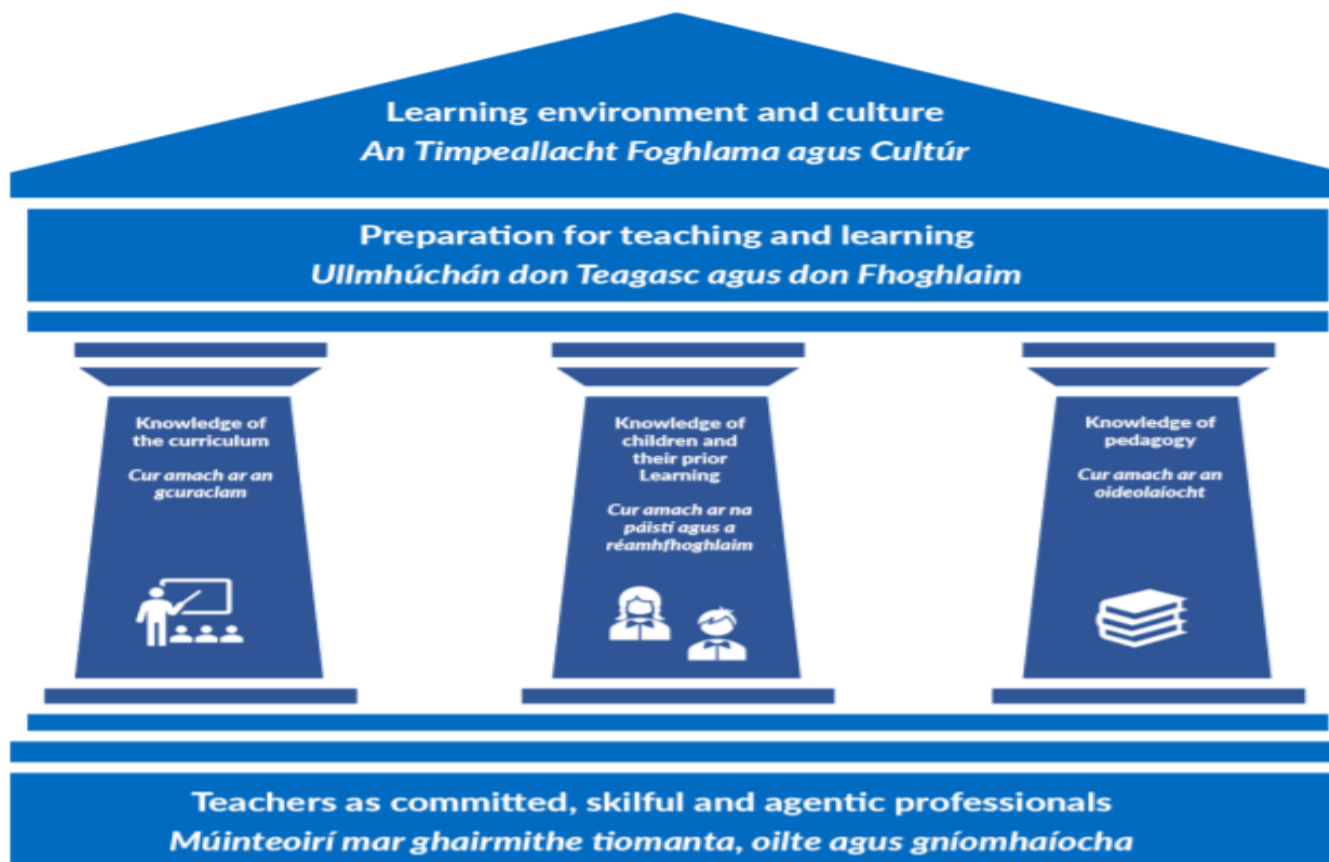 Learning environment and culture
An Timpeallacht Foghlama agus Cultúr
Preparation for teaching and learning
Ullmhúchán don Teagasc agus don Fhoghlaim
Knowledge of
the curriculum
Cur amach ar an
gcuraclam
Knowledge of
children and
their prior
Learning
Cur amach ar na
páistí agus a
réamhfhoghlaim
Knowledge of
pedagogy
Cur amach ar an
oideolaíocht
Teachers as committed, skilful and agentic professionals
Múinteoirí mar ghairmithe tiomanta, oilte agus gníomhaíocha